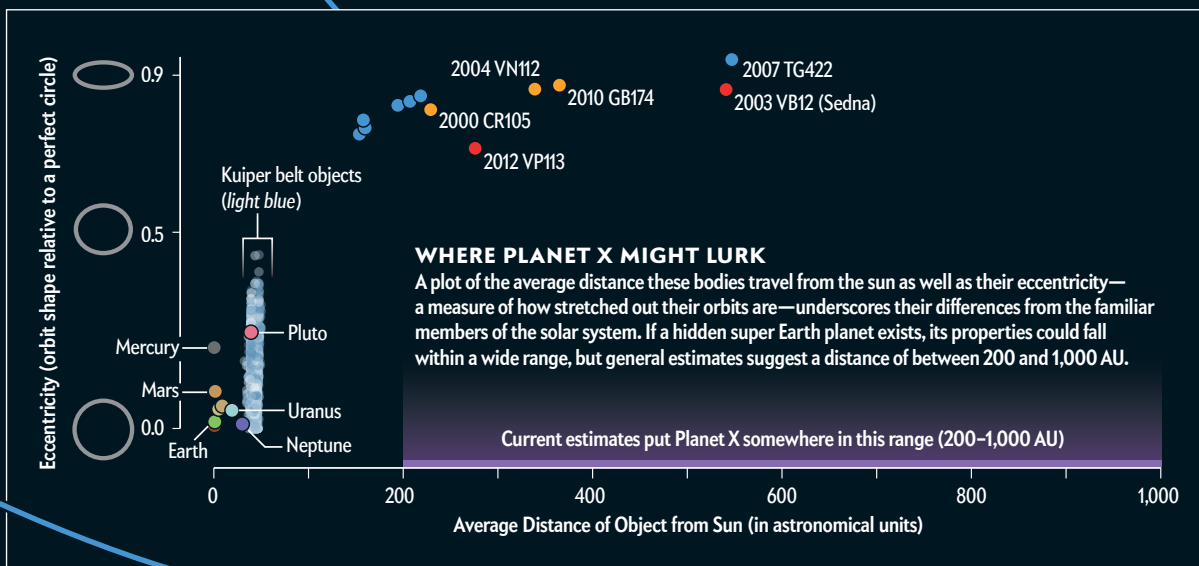 Eccentricity (orbit shape relative to a perfect circle)
0.9
0.5
0.0
2004 VN112
2010 GB174
2000 CR105
2012 VP113
2007 TG422
2003 VB12 (Sedna)
Kuiper belt objects
(light blue)
Mercury
Pluto
Mars
Uranus
Earth
Neptune
WHERE PLANET X MIGHT LURK
A plot of the average distance these bodies travel from the sun as well as their eccentricity—
a measure of how stretched out their orbits are—underscores their differences from the familiar
members of the solar system. If a hidden super Earth planet exists, its properties could fall
within a wide range, but general estimates suggest a distance of between 200 and 1,000 AU.
Current estimates put Planet X somewhere in this range (200–1,000 AU)
0
200
400
600
800
1,000
Average Distance of Object from Sun (in astronomical units)